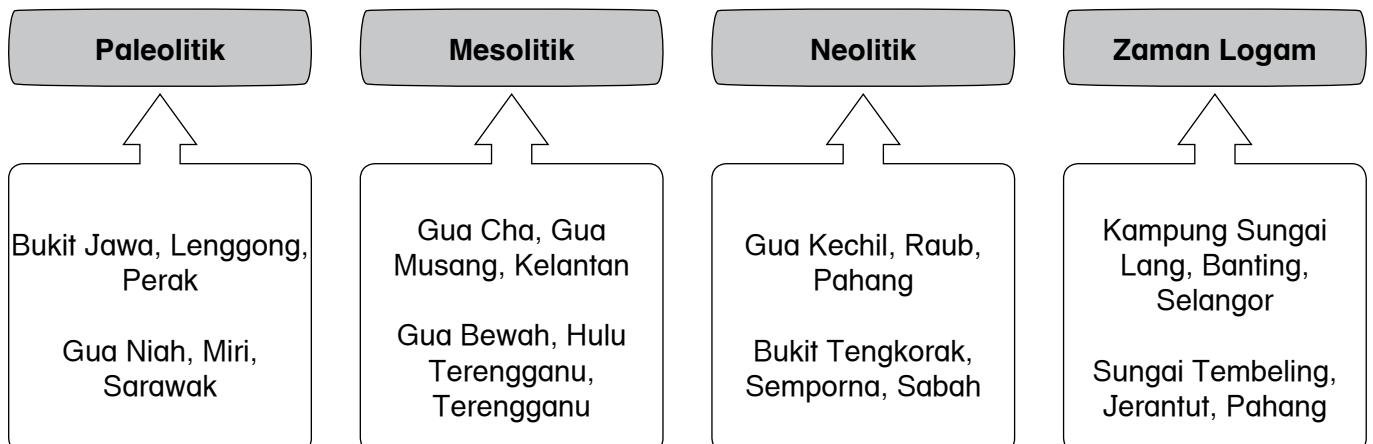 Paleolitik
Mesolitik
Neolitik
Zaman Logam
Bukit Jawa, Lenggong,
Perak
Gua Niah, Miri,
Sarawak
Gua Cha, Gua
Musang, Kelantan
Gua Bewah, Hulu
Terengganu,
Terengganu
Gua Kechil, Raub,
Pahang
Bukit Tengkorak,
Semporna, Sabah
Kampung Sungai
Lang, Banting,
Selangor
Sungai Tembeling,
Jerantut, Pahang